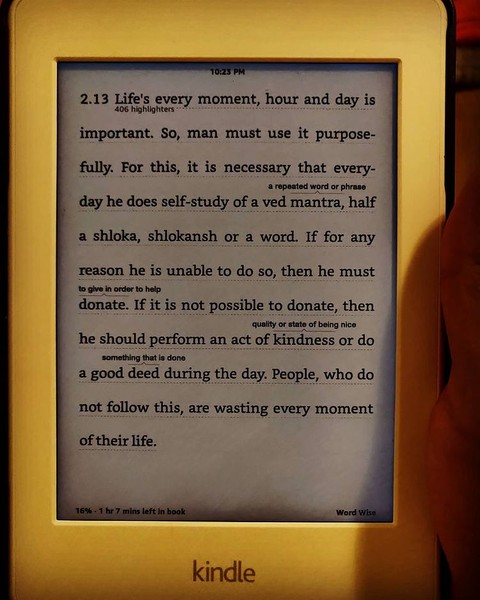 10:23 PM
2.13 Life's every moment, hour and day is
406 highlighters
important. So, man must use it purpose-
fully. For this, it is necessary that every-
a repeated word or phrase
day he does self-study of a ved mantra, half
a shloka, shlokansh or a word. If for any
reason he is unable to do so, then he must
to give in order to help
donate. If it is not possible to donate, then
quality or state of being nice
he should perform an act of kindness or do
something that is done
a good deed during the day. People, who do
not follow this, are wasting every moment
of their life.
16% · 1 hr 7 mins left in book Word Wise
kindle